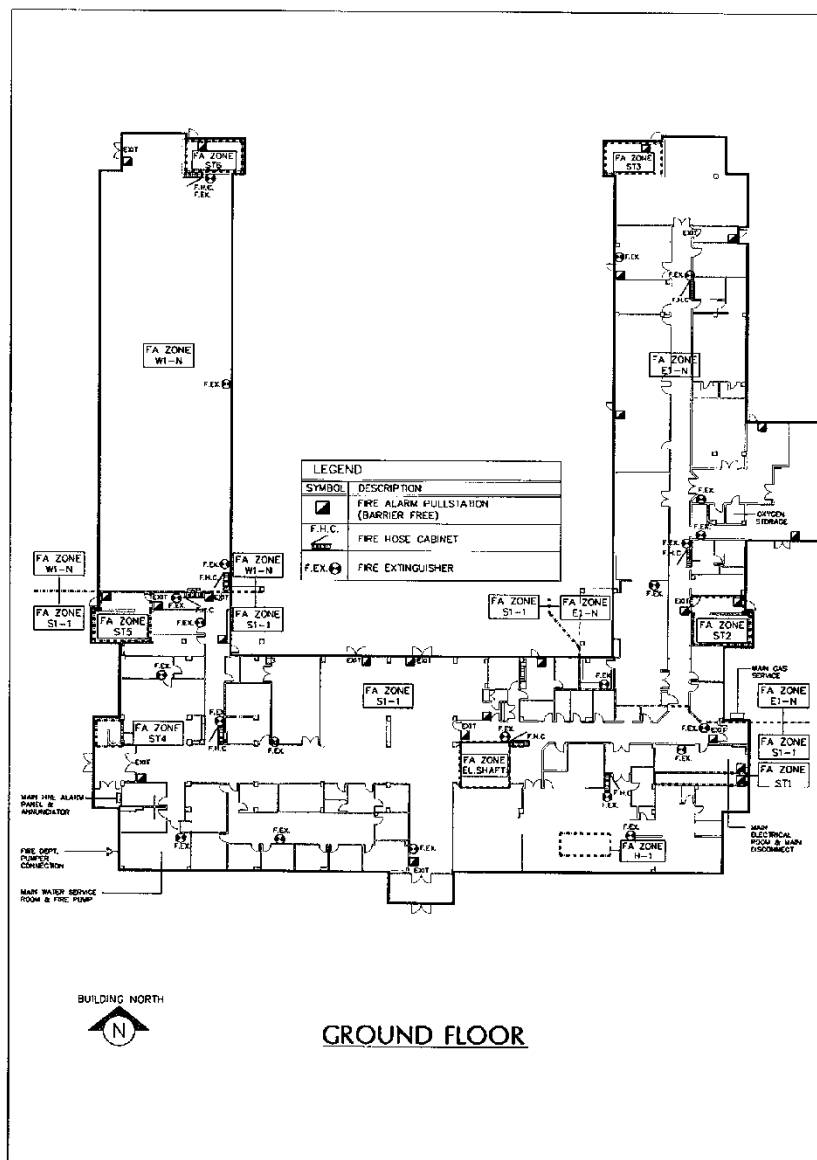 EXIT
FA ZONE
ST6
F.H.C.
F.EX.
FA ZONE
ST3
EXIT
F.EX.
F.EX.
F.H.C
FA ZONE
W1-N
FA ZONE
E1-N
F.EX.
LEGEND
SYMBOL
DESCRIPTION
FIRE ALARM PULLSTATION
(BARRIER FREE)
F.H.C.
FIRE HOSE CABINET
F.EX.
FIRE EXTINGUISHER
F.EX.
OXYGEN
STORAGE
F.EX.
F.EX.
F.H.C
F.EX.
FA ZONE
W1-N
F.EX.
F.H.C
FA ZONE
W1-N
EXIT
F.EX.
EXIT
F.H.C
FA ZONE
S1-1
FA ZONE
ST5
F.EX.
FA ZONE
S1-1
FA ZONE
S1-1
FA ZONE
E1-N
EXIT
FA ZONE
ST2
EXIT
EXIT
F.EX.
F.EX.
MAIN GAS
SERVICE
FA ZONE
S1-1
FA ZONE
E1-N
FA ZONE
ST4
F.EX.
F.H.C
F.EX.
EXIT
F.EX.
F.H.C
F.EX.
EXIT
F.EX.
FA ZONE
S1-1
FA ZONE
EL.SHAFT
EXIT
FA ZONE
ST1
F.H.C
F.EX.
MAIN FIRE ALARM
PANEL &
ANNUNCIATOR
FIRE DEPT.
PUMPER
CONNECTION
F.EX.
F.EX.
F.EX.
EXIT
F.EX.
FA ZONE
H-1
MAIN
ELECTRICAL
ROOM & MAIN
DISCONNECT
MAIN WATER SERVICE
ROOM & FIRE PUMP
BUILDING NORTH
N
GROUND FLOOR